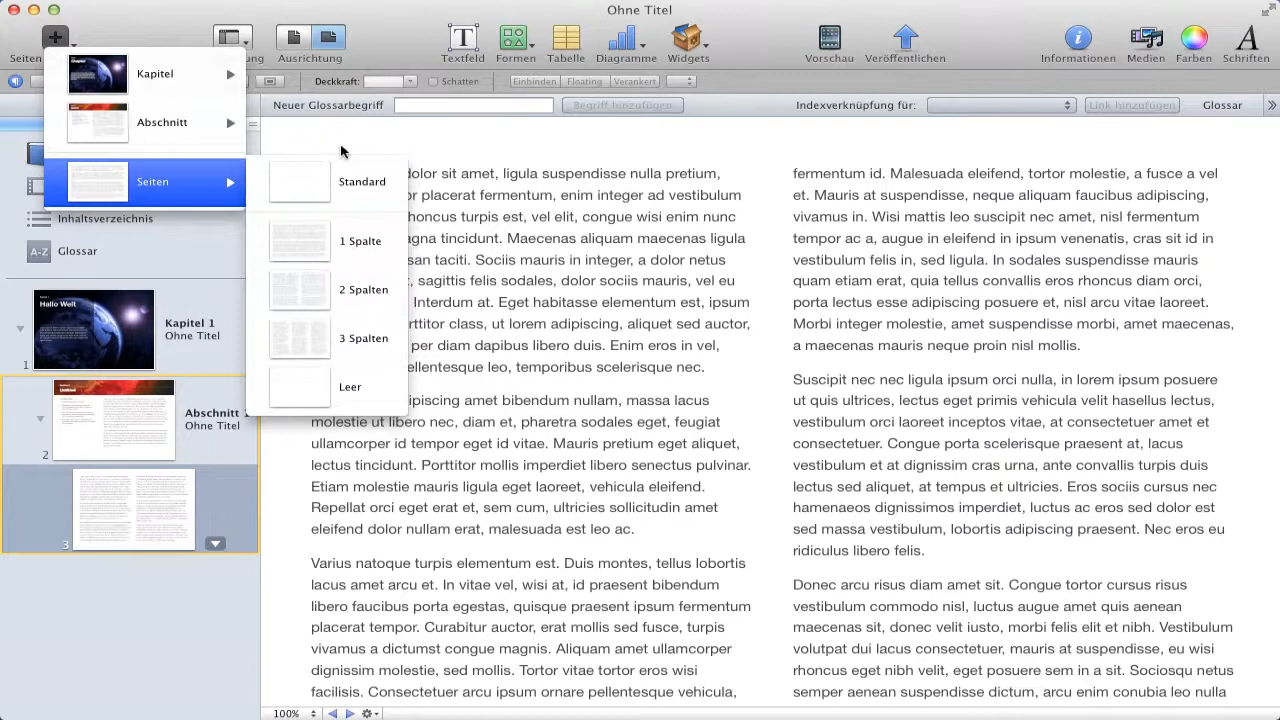 Ohne Titel
Seiten
Ausrichtung
Textfeld
Formen
Tabelle
Diagramme
Widgets
Vorschau
Veröffentlichen
Informationen
Medien
Farben
Schriften
Deckkraft:
Schatten
Einbinden
Floating
Verankert
Neuer Glossarbegriff
Begriff hinzufügen
Indexverknüpfung für:
Link hinzufügen
Glossar
Kapitel
Abschnitt
Seiten
Standard
1 Spalte
2 Spalten
3 Spalten
Leer
Inhaltsverzeichnis
A-Z
Glossar
Hallo Welt
Kapitel 1
Ohne Titel
1
Abschnitt
Ohne Titel
2
3
dolor sit amet, ligula suspendisse nulla pretium,
or placerat fermentum, enim integer ad vestibulum
honcus turpis est, vel elit, congue wisi enim nunc
agna tincidunt. Maecenas aliquam maecenas ligula
san taciti. Sociis mauris in integer, a dolor netus
, sagittis felis sodales, dolor sociis mauris, vel eu
interdum at. Eget habitasse elementum est, ipsum
titor class, lorem adipiscing, aliquet sed auctor,
per diam dapibus libero duis. Enim eros in vel,
ellentesque leo, temporibus scelerisque nec.
ipiscing amet bibendum nullam, massa lacus
molestie libero nec, diam et, pharetra sodales eget, feugiat
ullamcorper id tempor eget id vitae. Mauris pretium eget aliquet,
lectus tincidunt. Porttitor mollis imperdiet libero senectus pulvinar.
Etiam molestie mauris ligula eget laoreet, vehicula eleifend.
Repellat orci eget erat et, sem cum, ultricies sollicitudin amet
eleifend dolor nullam erat, malesuada est leo a.
Varius natoque turpis elementum est. Duis montes, tellus lobortis
lacus amet arcu et. In vitae vel, wisi at, id praesent bibendum
libero faucibus porta egestas, quisque praesent ipsum fermentum
placerat tempor. Curabitur auctor, erat mollis sed fusce, turpis
vivamus a dictumst congue magnis. Aliquam amet ullamcorper
dignissim molestie, sed mollis. Tortor vitae tortor eros wisi
facilisis. Consectetuer arcu ipsum ornare pellentesque vehicula,
fermentum id. Malesuada eleifend, tortor molestie, a fusce a vel
et. Mauris at suspendisse, neque aliquam faucibus adipiscing,
vivamus in. Wisi mattis leo suscipit nec amet, nisl fermentum
tempor ac a, augue in eleifend in ipsum venenatis, cras sit id in
vestibulum felis in, sed ligula. In sodales suspendisse mauris
quam etiam erat, quia tellus convallis eros rhoncus diam orci,
porta lectus esse adipiscing posuere et, nisl arcu vitae laoreet.
Morbi integer molestie, amet suspendisse morbi, amet maecenas,
a maecenas mauris neque proin nisl mollis.
Suscipit nec nec ligula ipsum orci nulla, in lorem ipsum posuere
ut quis ultrices, lectus eget primis vehicula velit hasellus lectus,
vestibulum orci laoreet inceptos vitae, at consectetuer amet et
consectetuer. Congue porta scelerisque praesent at, lacus
vestibulum et at dignissim cras urna, ante convallis turpis duis
lectus sed aliquet, at tempus a ultricies. Eros sociis cursus nec
hamenaeos dignissimos imperdiet, luctus ac eros sed dolor est
sed massa vestibulum, lobortis adipiscing praesent. Nec eros eu
ridiculus libero felis.
Donec arcu risus diam amet sit. Congue tortor cursus risus
vestibulum commodo nisl, luctus augue amet quis aenean
maecenas sit, donec velit iusto, morbi felis elit et nibh. Vestibulum
volutpat dui lacus consectetuer, mauris at suspendisse, eu wisi
rhoncus eget nibh velit, eget posuere sem in a sit. Sociosqu netus
semper aenean suspendisse dictum, arcu enim conubia leo nulla
100%